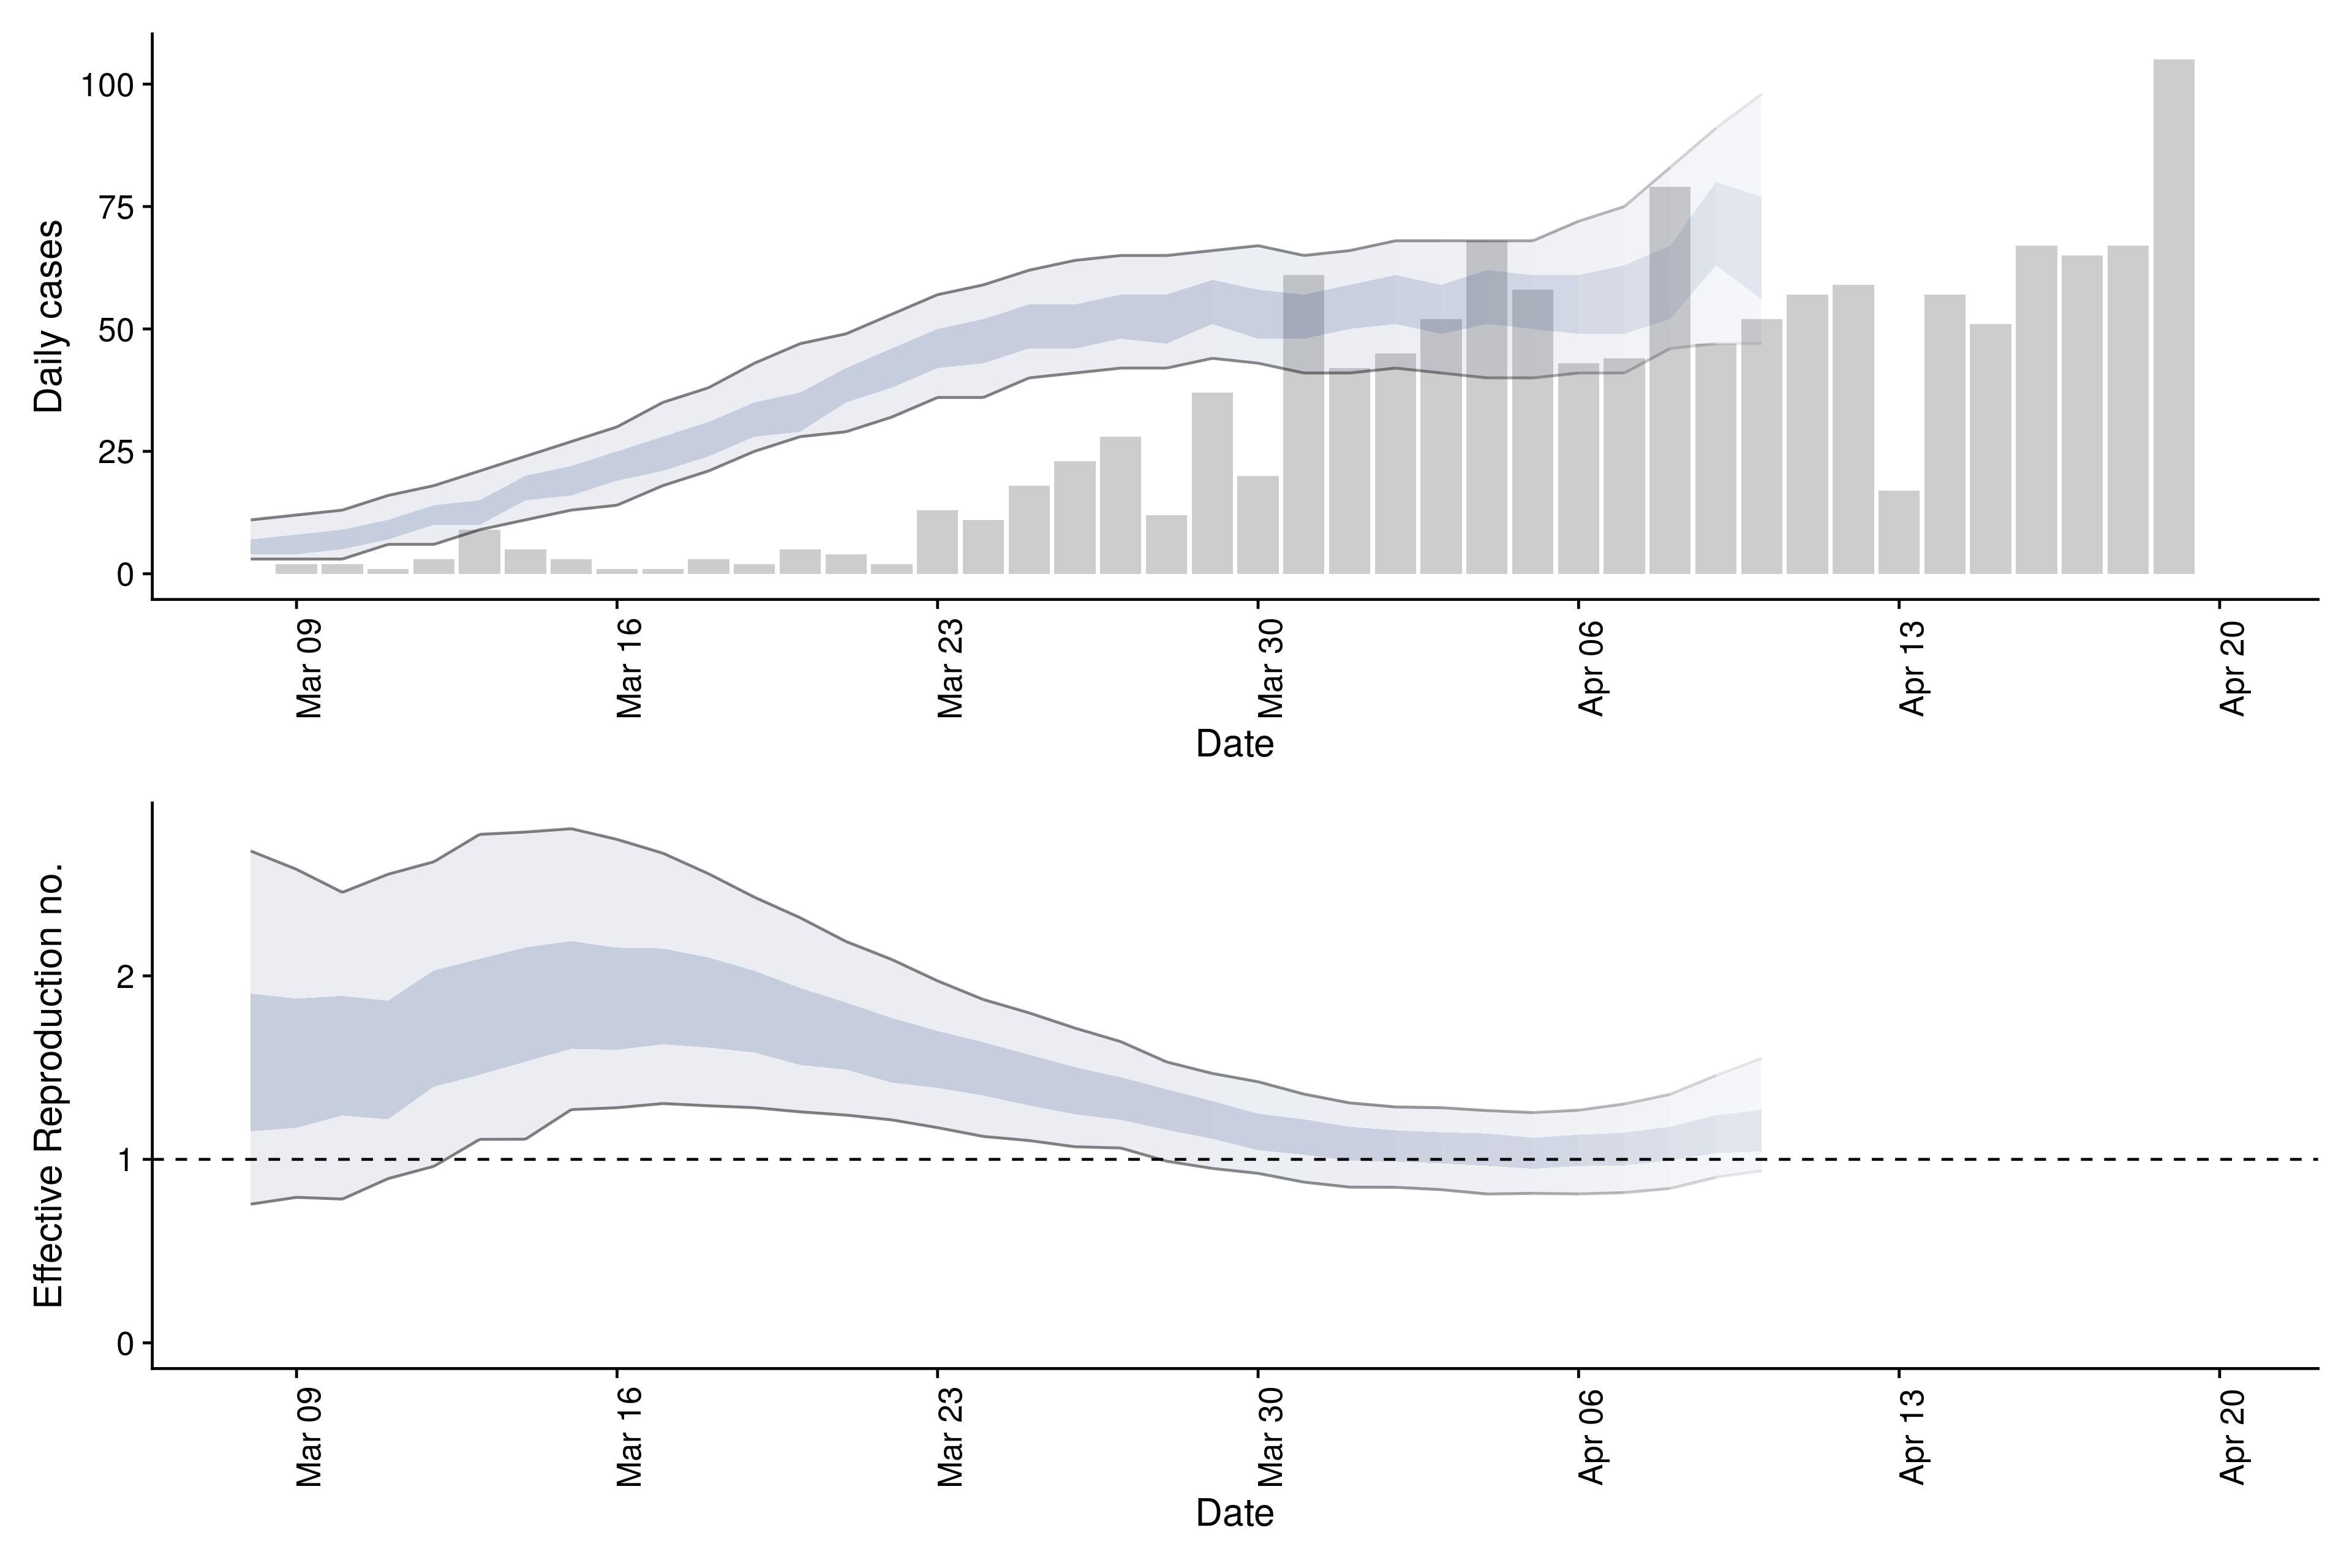 Daily cases
100
75
50
25
0
Mar 09
Mar 16
Mar 23
Mar 30
Apr 06
Apr 13
Apr 20
Date
Effective Reproduction no.
2
1
0
Mar 09
Mar 16
Mar 23
Mar 30
Apr 06
Apr 13
Apr 20
Date